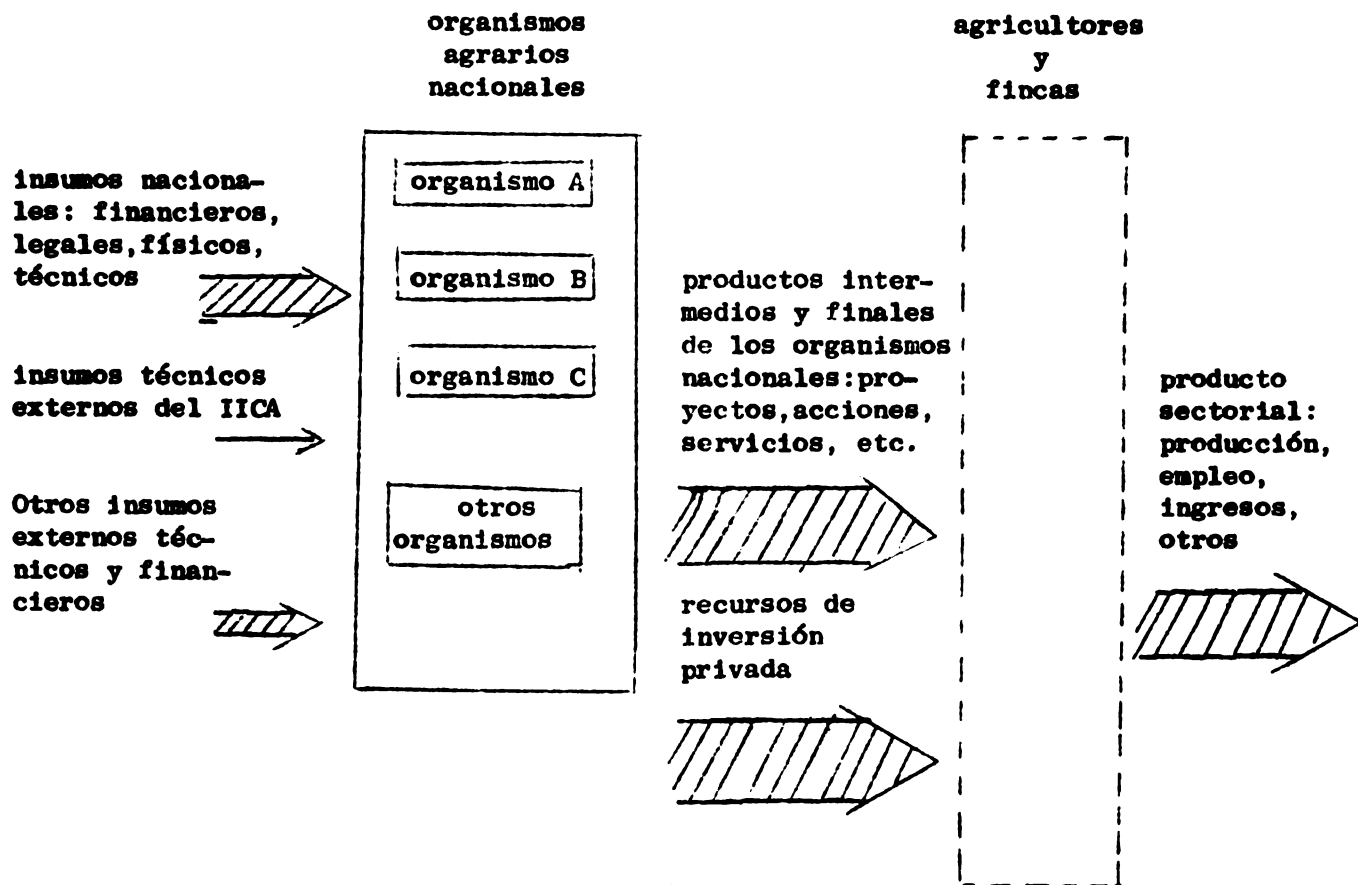 organismos
agrarios
nacionales
agricultores
y
fincas
insumos naciona-
les: financieros,
legales,físicos,
técnicos
insumos técnicos
externos del IICA
Otros insumos
externos téc-
nicos y finan-
cieros
organismo A
organismo B
organismo C
otros
organismos
productos inter-
medios y finales
de los organismos
nacionales:pro-
yectos,acciones,
servicios, etc.
recursos de
inversión
privada
producto
sectorial:
producción,
empleo,
ingresos,
otros